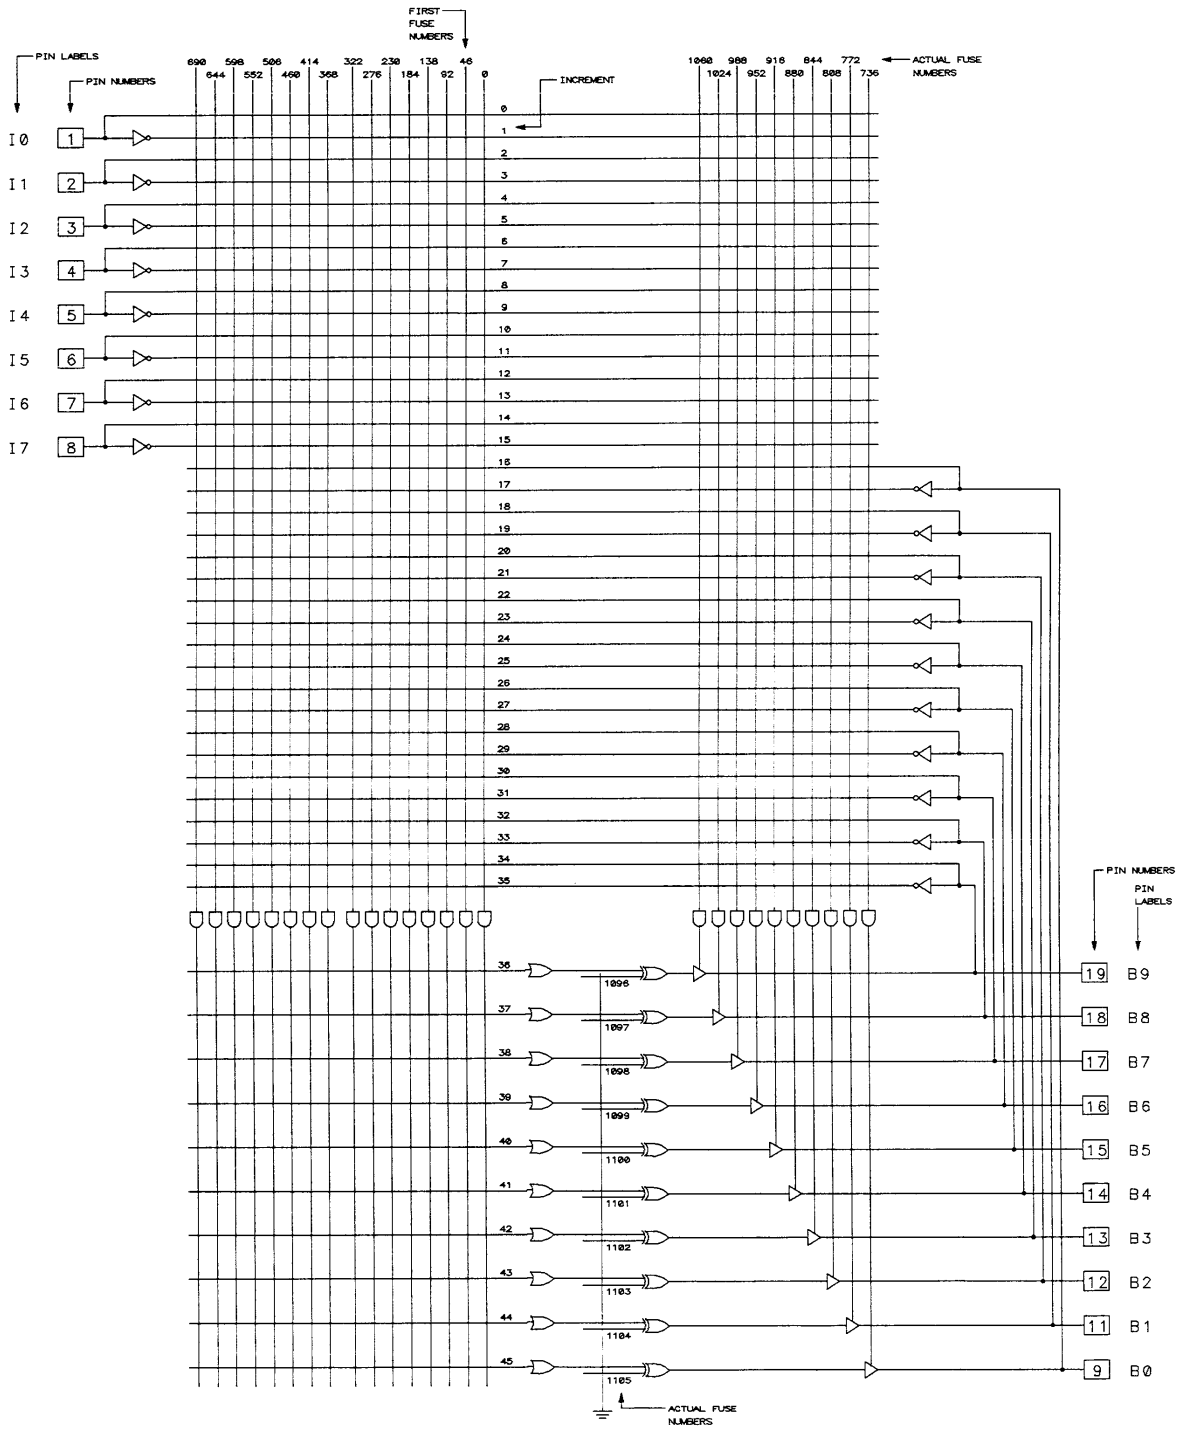 FIRST
FUSE
NUMBERS
PIN LABELS
PIN NUMBERS
690 598 506 414 322 230 138 46
644 552 460 368 276 184 92 0
INCREMENT
1060 988 916 844 772
1024 952 880 808 736
ACTUAL FUSE
NUMBERS
0
I0 1 1
2
I1 2 3
4
I2 3 5
6
I3 4 7
8
I4 5 9
10
I5 6 11
12
I6 7 13
14
I7 8 15
16
17
18
19
20
21
22
23
24
25
26
27
28
29
30
31
32
33
34
35
PIN NUMBERS
PIN
LABELS
36 1096 19 B9
37 1097 18 B8
38 1098 17 B7
39 1099 16 B6
40 1100 15 B5
41 1101 14 B4
42 1102 13 B3
43 1103 12 B2
44 1104 11 B1
45 1105 9 B0
ACTUAL FUSE
NUMBERS